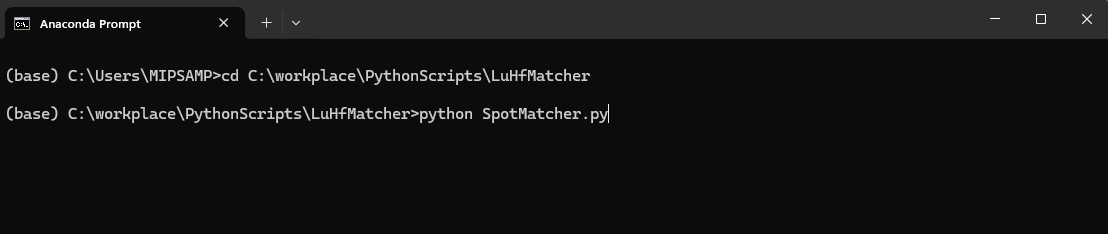 Anaconda Prompt
(base) C:\Users\MIPSAMP>cd C:\workplace\PythonScripts\LuHfMatcher
(base) C:\workplace\PythonScripts\LuHfMatcher>python SpotMatcher.py